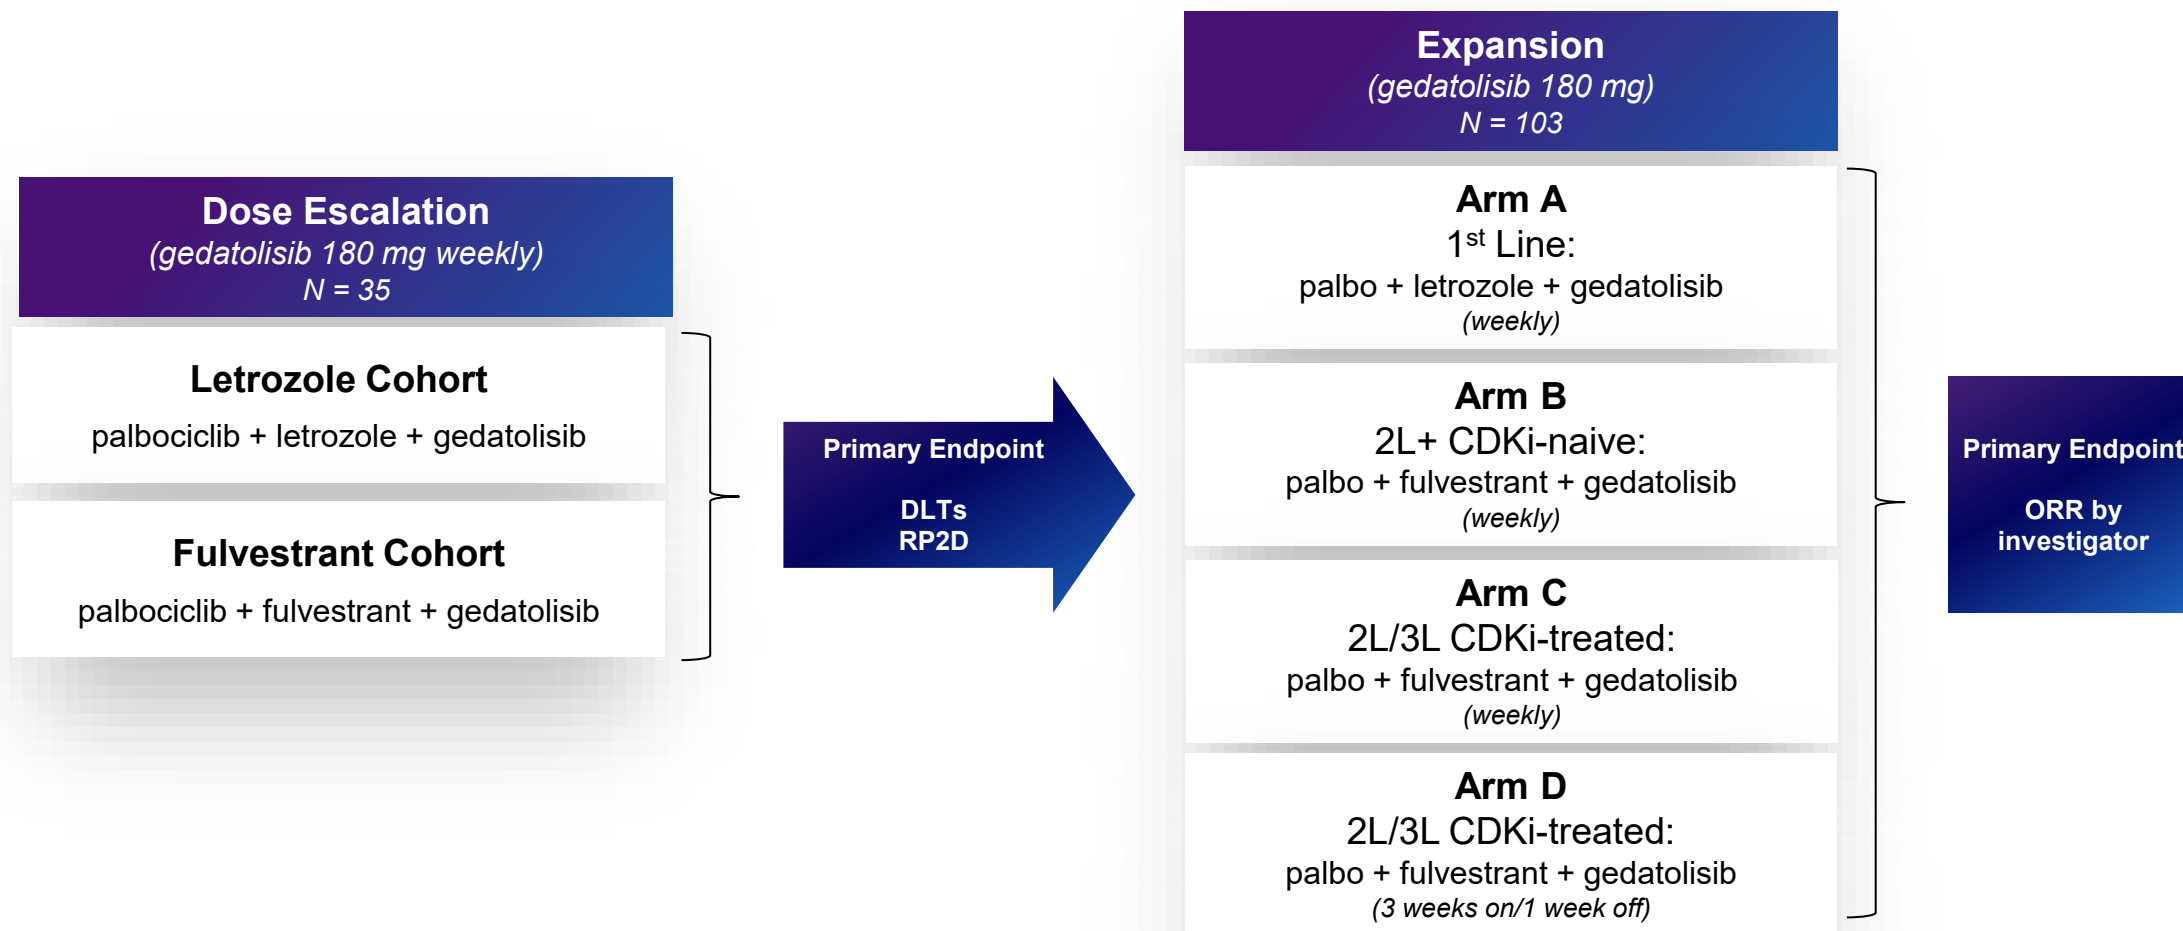 Dose Escalation
(gedatolisib 180 mg weekly)
N = 35
Letrozole Cohort
palbociclib + letrozole + gedatolisib
Fulvestrant Cohort
palbociclib + fulvestrant + gedatolisib
Primary Endpoint
DLTs
RP2D
Expansion
(gedatolisib 180 mg)
N = 103
Arm A
1st Line:
palbo + letrozole + gedatolisib
(weekly)
Arm B
2L+ CDKi-naive:
palbo + fulvestrant + gedatolisib
(weekly)
Arm C
2L/3L CDKi-treated:
palbo + fulvestrant + gedatolisib
(weekly)
Arm D
2L/3L CDKi-treated:
palbo + fulvestrant + gedatolisib
(3 weeks on/1 week off)
Primary Endpoint
ORR by
investigator